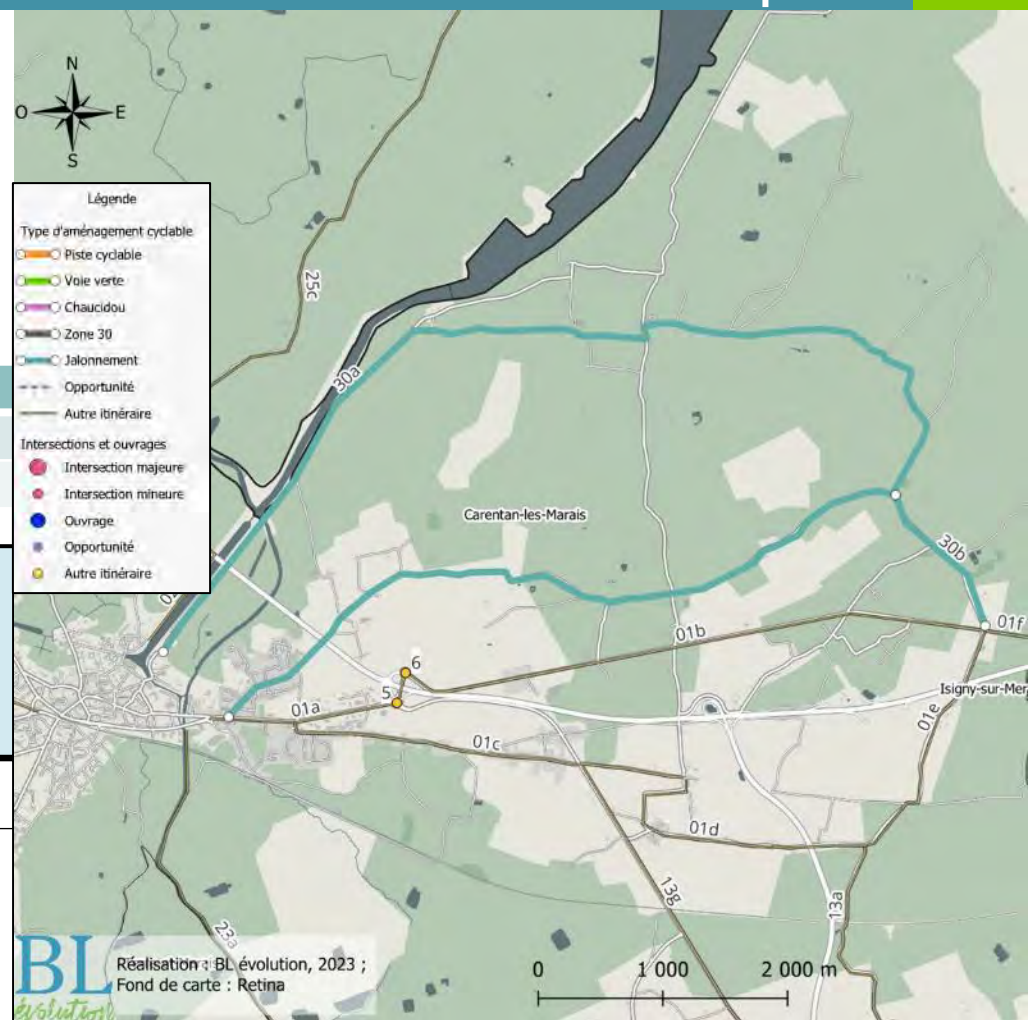 N
O
E
S
Légende
Type d'aménagement cyclable
Piste cyclable
Voie verte
Chaucidou
Zone 30
Jalonnement
Opportunité
Autre itinéraire
Intersections et ouvrages
Intersection majeure
Intersection mineure
Ouvrage
Opportunité
Autre itinéraire
25c
30a
Carentan-les-Marais
30b
01f
01b
6
5
01a
Isigny-sur-Mer
01e
01c
01d
13g
13a
23a
BL
évolution
Réalisation : BL évolution, 2023 ;
Fond de carte : Retina
0 1 000 2 000 m